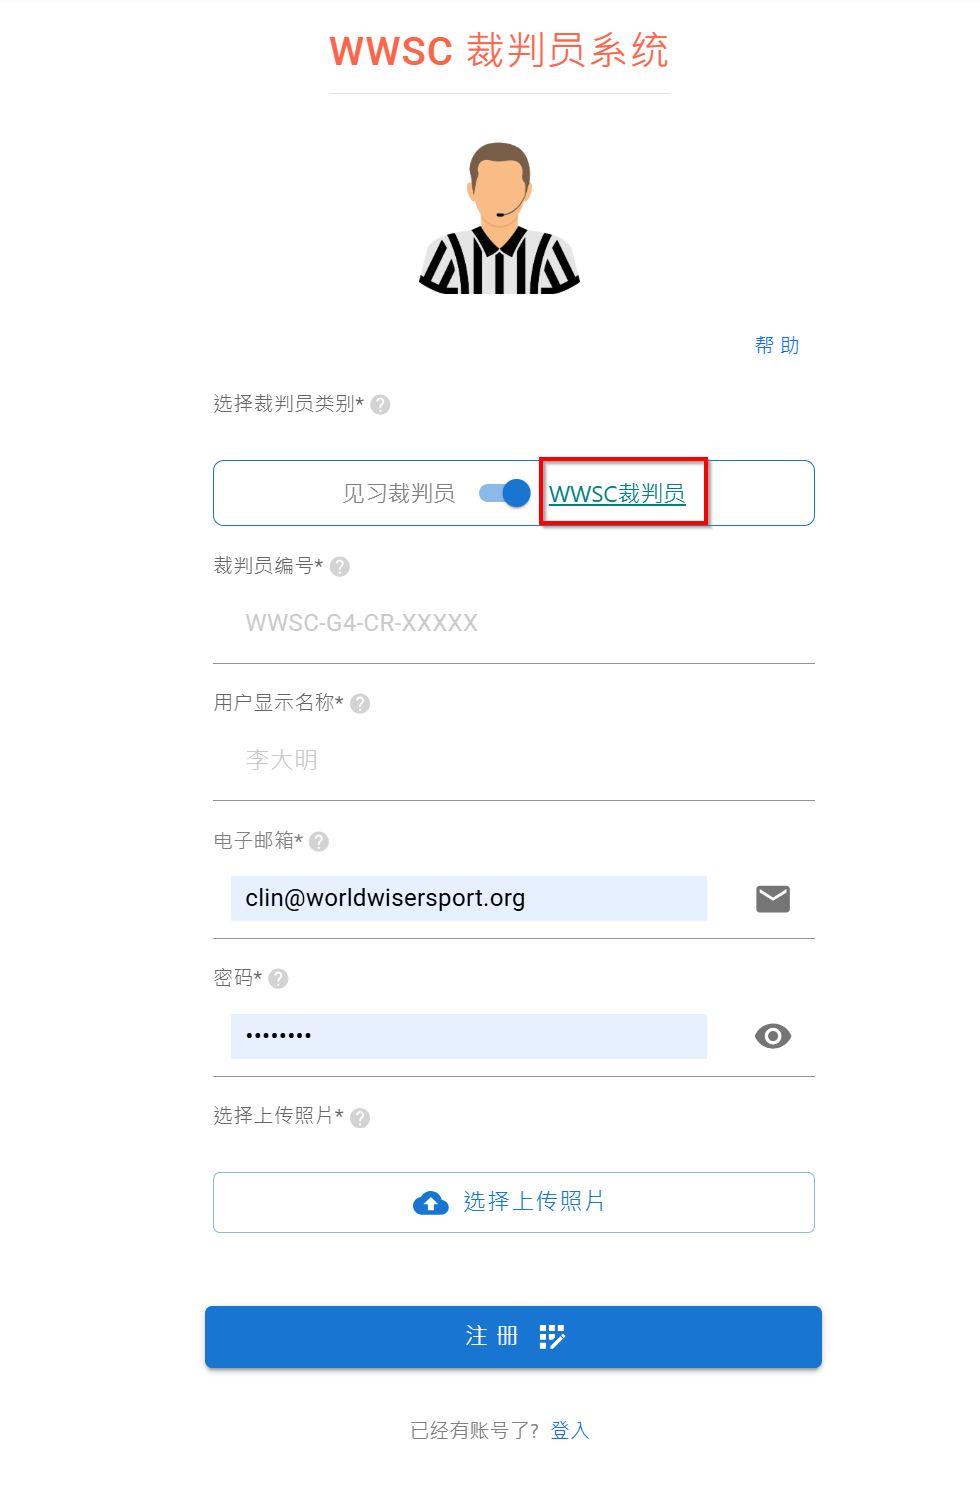 WWSC 裁判员系统
帮 助
选择裁判员类别* ?
见习裁判员 WWSC裁判员
裁判员编号* ?
WWSC-G4-CR-XXXXX
用户显示名称* ?
李大明
电子邮箱* ?
clin@worldwisersport.org
密码* ?
••••••••
选择上传照片* ?
选择上传照片
注 册
已经有账号了? 登入